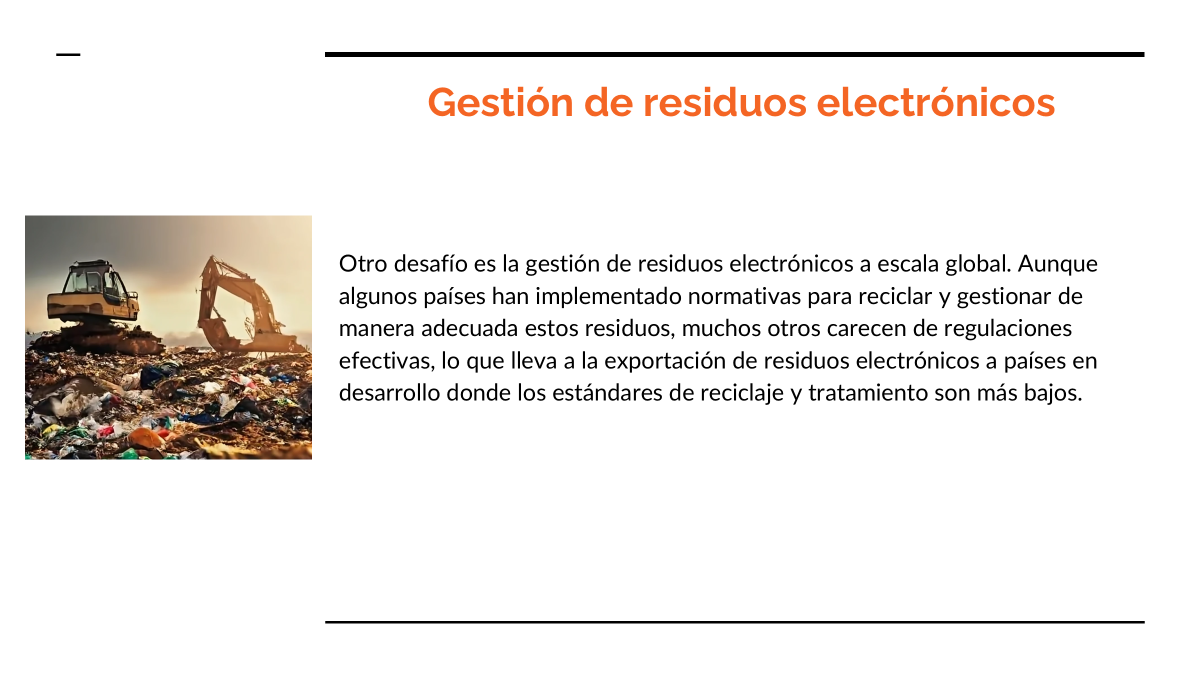 Gestión de residuos electrónicos
Otro desafío es la gestión de residuos electrónicos a escala global. Aunque
algunos países han implementado normativas para reciclar y gestionar de
manera adecuada estos residuos, muchos otros carecen de regulaciones
efectivas, lo que lleva a la exportación de residuos electrónicos a países en
desarrollo donde los estándares de reciclaje y tratamiento son más bajos.